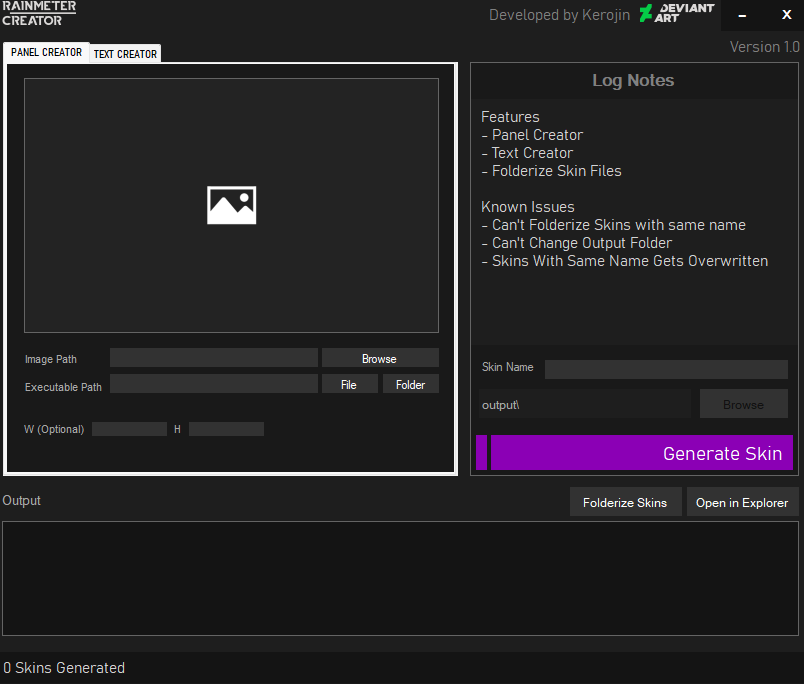 RAINMETER
CREATOR
Developed by Kerojin
DEVIANT
ART
– X
Version 1.0
PANEL CREATOR
TEXT CREATOR
Log Notes
Features
- Panel Creator
- Text Creator
- Folderize Skin Files
Known Issues
- Can't Folderize Skins with same name
- Can't Change Output Folder
- Skins With Same Name Gets Overwritten
Image Path
Browse
Executable Path
File
Folder
W (Optional)
H
Skin Name
output\
Browse
Generate Skin
Output
Folderize Skins
Open in Explorer
0 Skins Generated